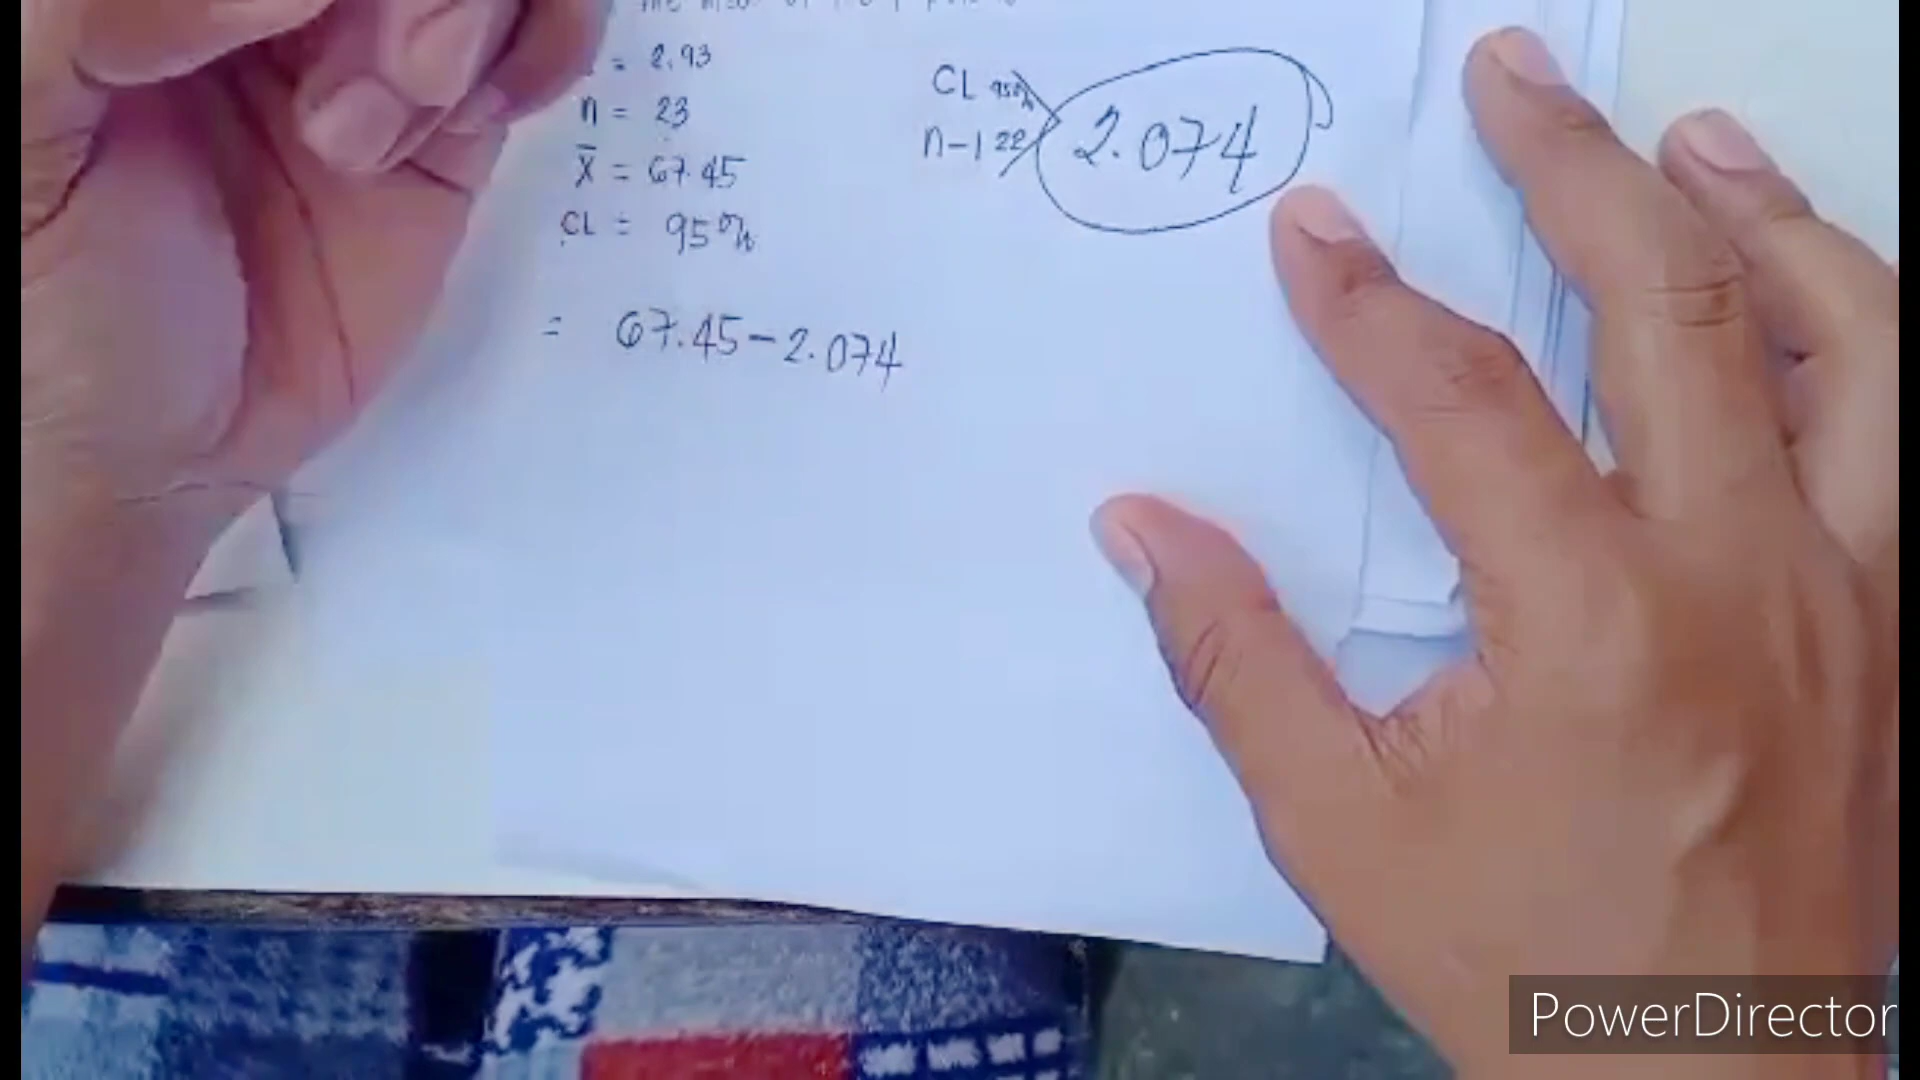 = 2.93
n = 23
x̄ = 67.45
CL = 95%
CL 95%
n-1 22
2.074
= 67.45-2.074
PowerDirector